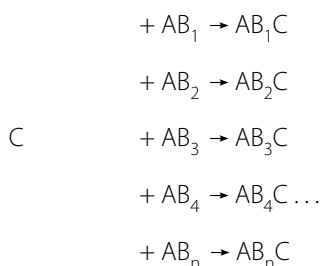 + AB₁ → AB₁C
+ AB₂ → AB₂C
C + AB₃ → AB₃C
+ AB₄ → AB₄C ...
+ ABₙ → ABₙC